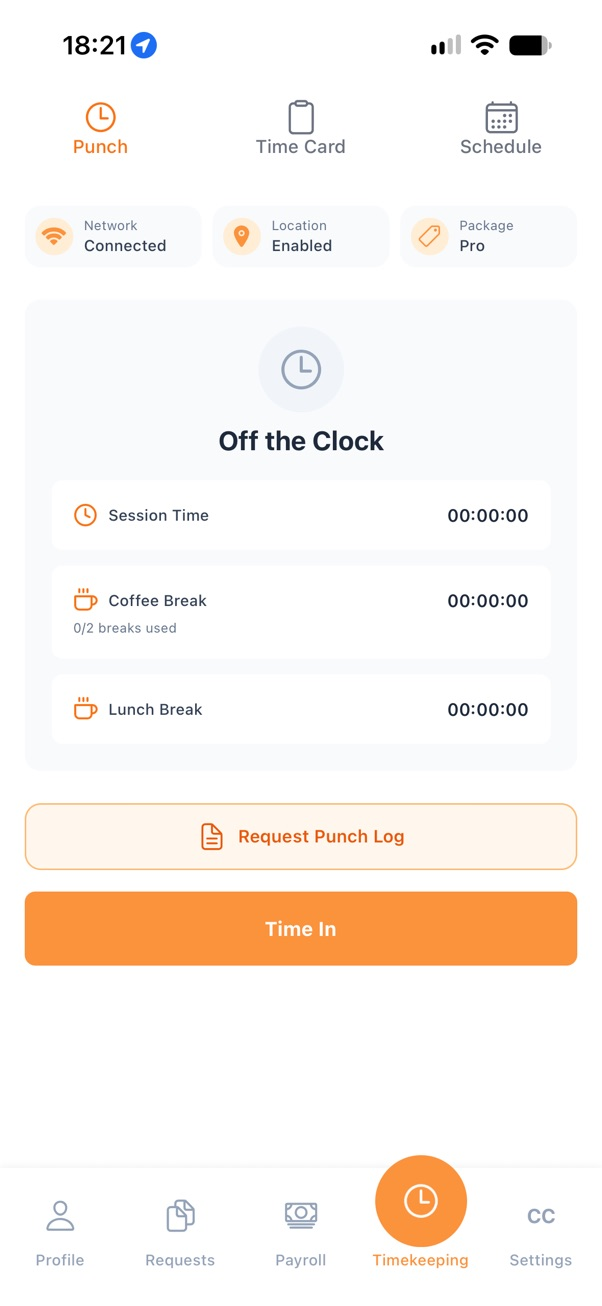 18:21
Punch
Time Card
Schedule
Network
Connected
Location
Enabled
Package
Pro
Off the Clock
Session Time 00:00:00
Coffee Break 00:00:00
0/2 breaks used
Lunch Break 00:00:00
Request Punch Log
Time In
Profile
Requests
Payroll
Timekeeping
CC
Settings